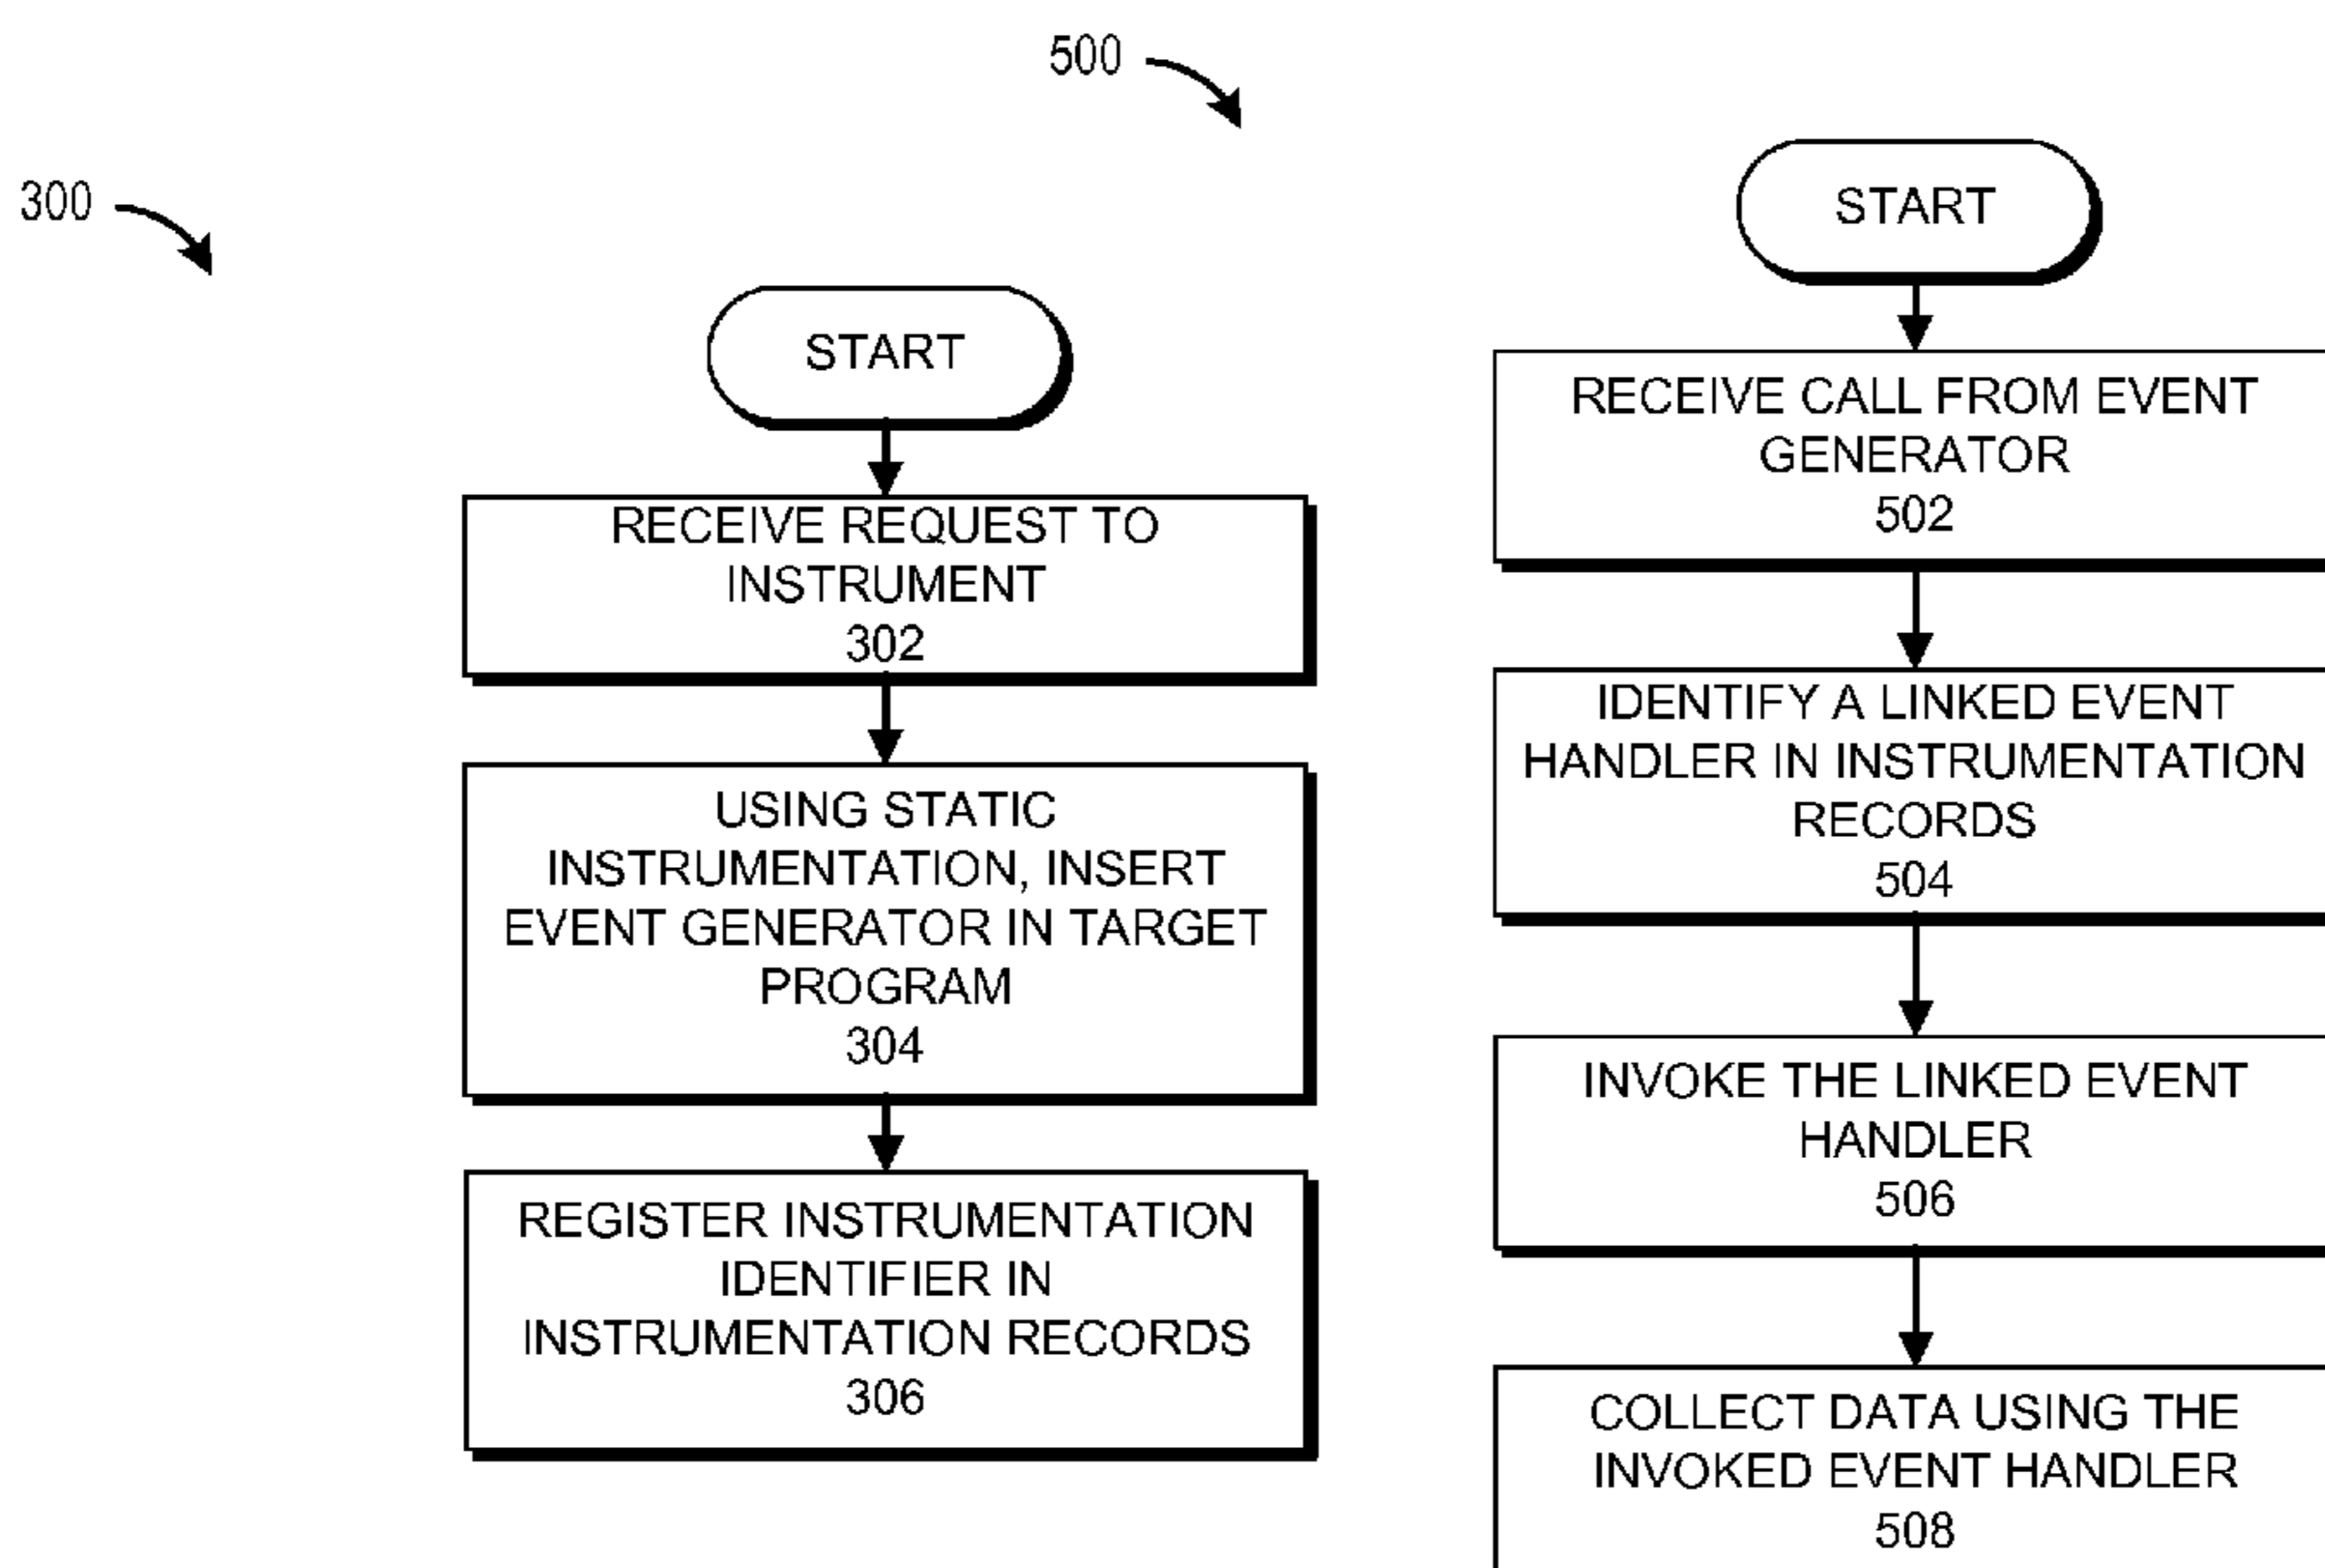 300
START
RECEIVE REQUEST TO
INSTRUMENT
302
USING STATIC
INSTRUMENTATION, INSERT
EVENT GENERATOR IN TARGET
PROGRAM
304
REGISTER INSTRUMENTATION
IDENTIFIER IN
INSTRUMENTATION RECORDS
306
500
START
RECEIVE CALL FROM EVENT
GENERATOR
502
IDENTIFY A LINKED EVENT
HANDLER IN INSTRUMENTATION
RECORDS
504
INVOKE THE LINKED EVENT
HANDLER
506
COLLECT DATA USING THE
INVOKED EVENT HANDLER
508